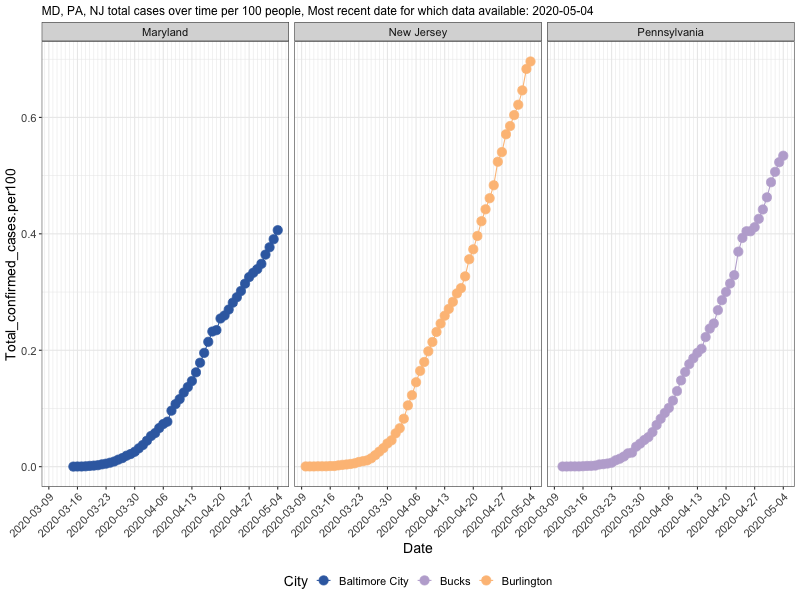 MD, PA, NJ total cases over time per 100 people, Most recent date for which data available: 2020-05-04
Maryland
New Jersey
Pennsylvania
Total_confirmed_cases.per100
0.6
0.4
0.2
0.0
2020-03-09 2020-03-16 2020-03-23 2020-03-30 2020-04-06 2020-04-13 2020-04-20 2020-04-27 2020-05-04
2020-03-09 2020-03-16 2020-03-23 2020-03-30 2020-04-06 2020-04-13 2020-04-20 2020-04-27 2020-05-04
2020-03-09 2020-03-16 2020-03-23 2020-03-30 2020-04-06 2020-04-13 2020-04-20 2020-04-27 2020-05-04
Date
City Baltimore City Bucks Burlington